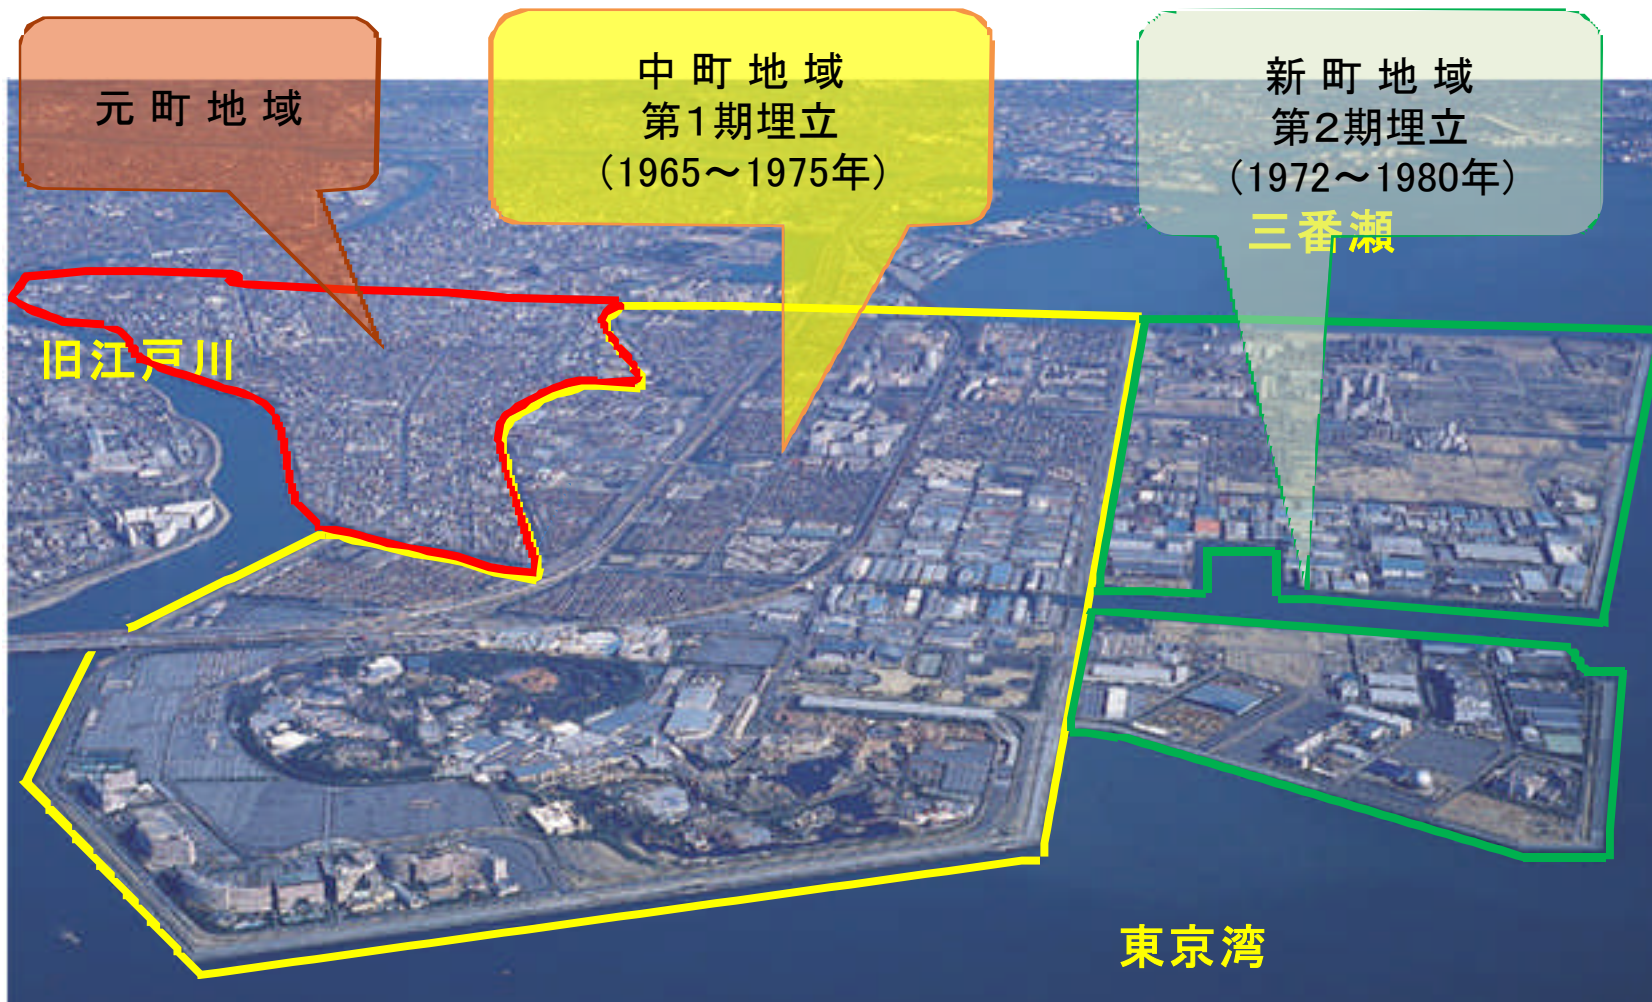 元町地域
中町地域
第1期埋立
(1965～1975年)
新町地域
第2期埋立
(1972～1980年)
三番瀬
旧江戸川
東京湾